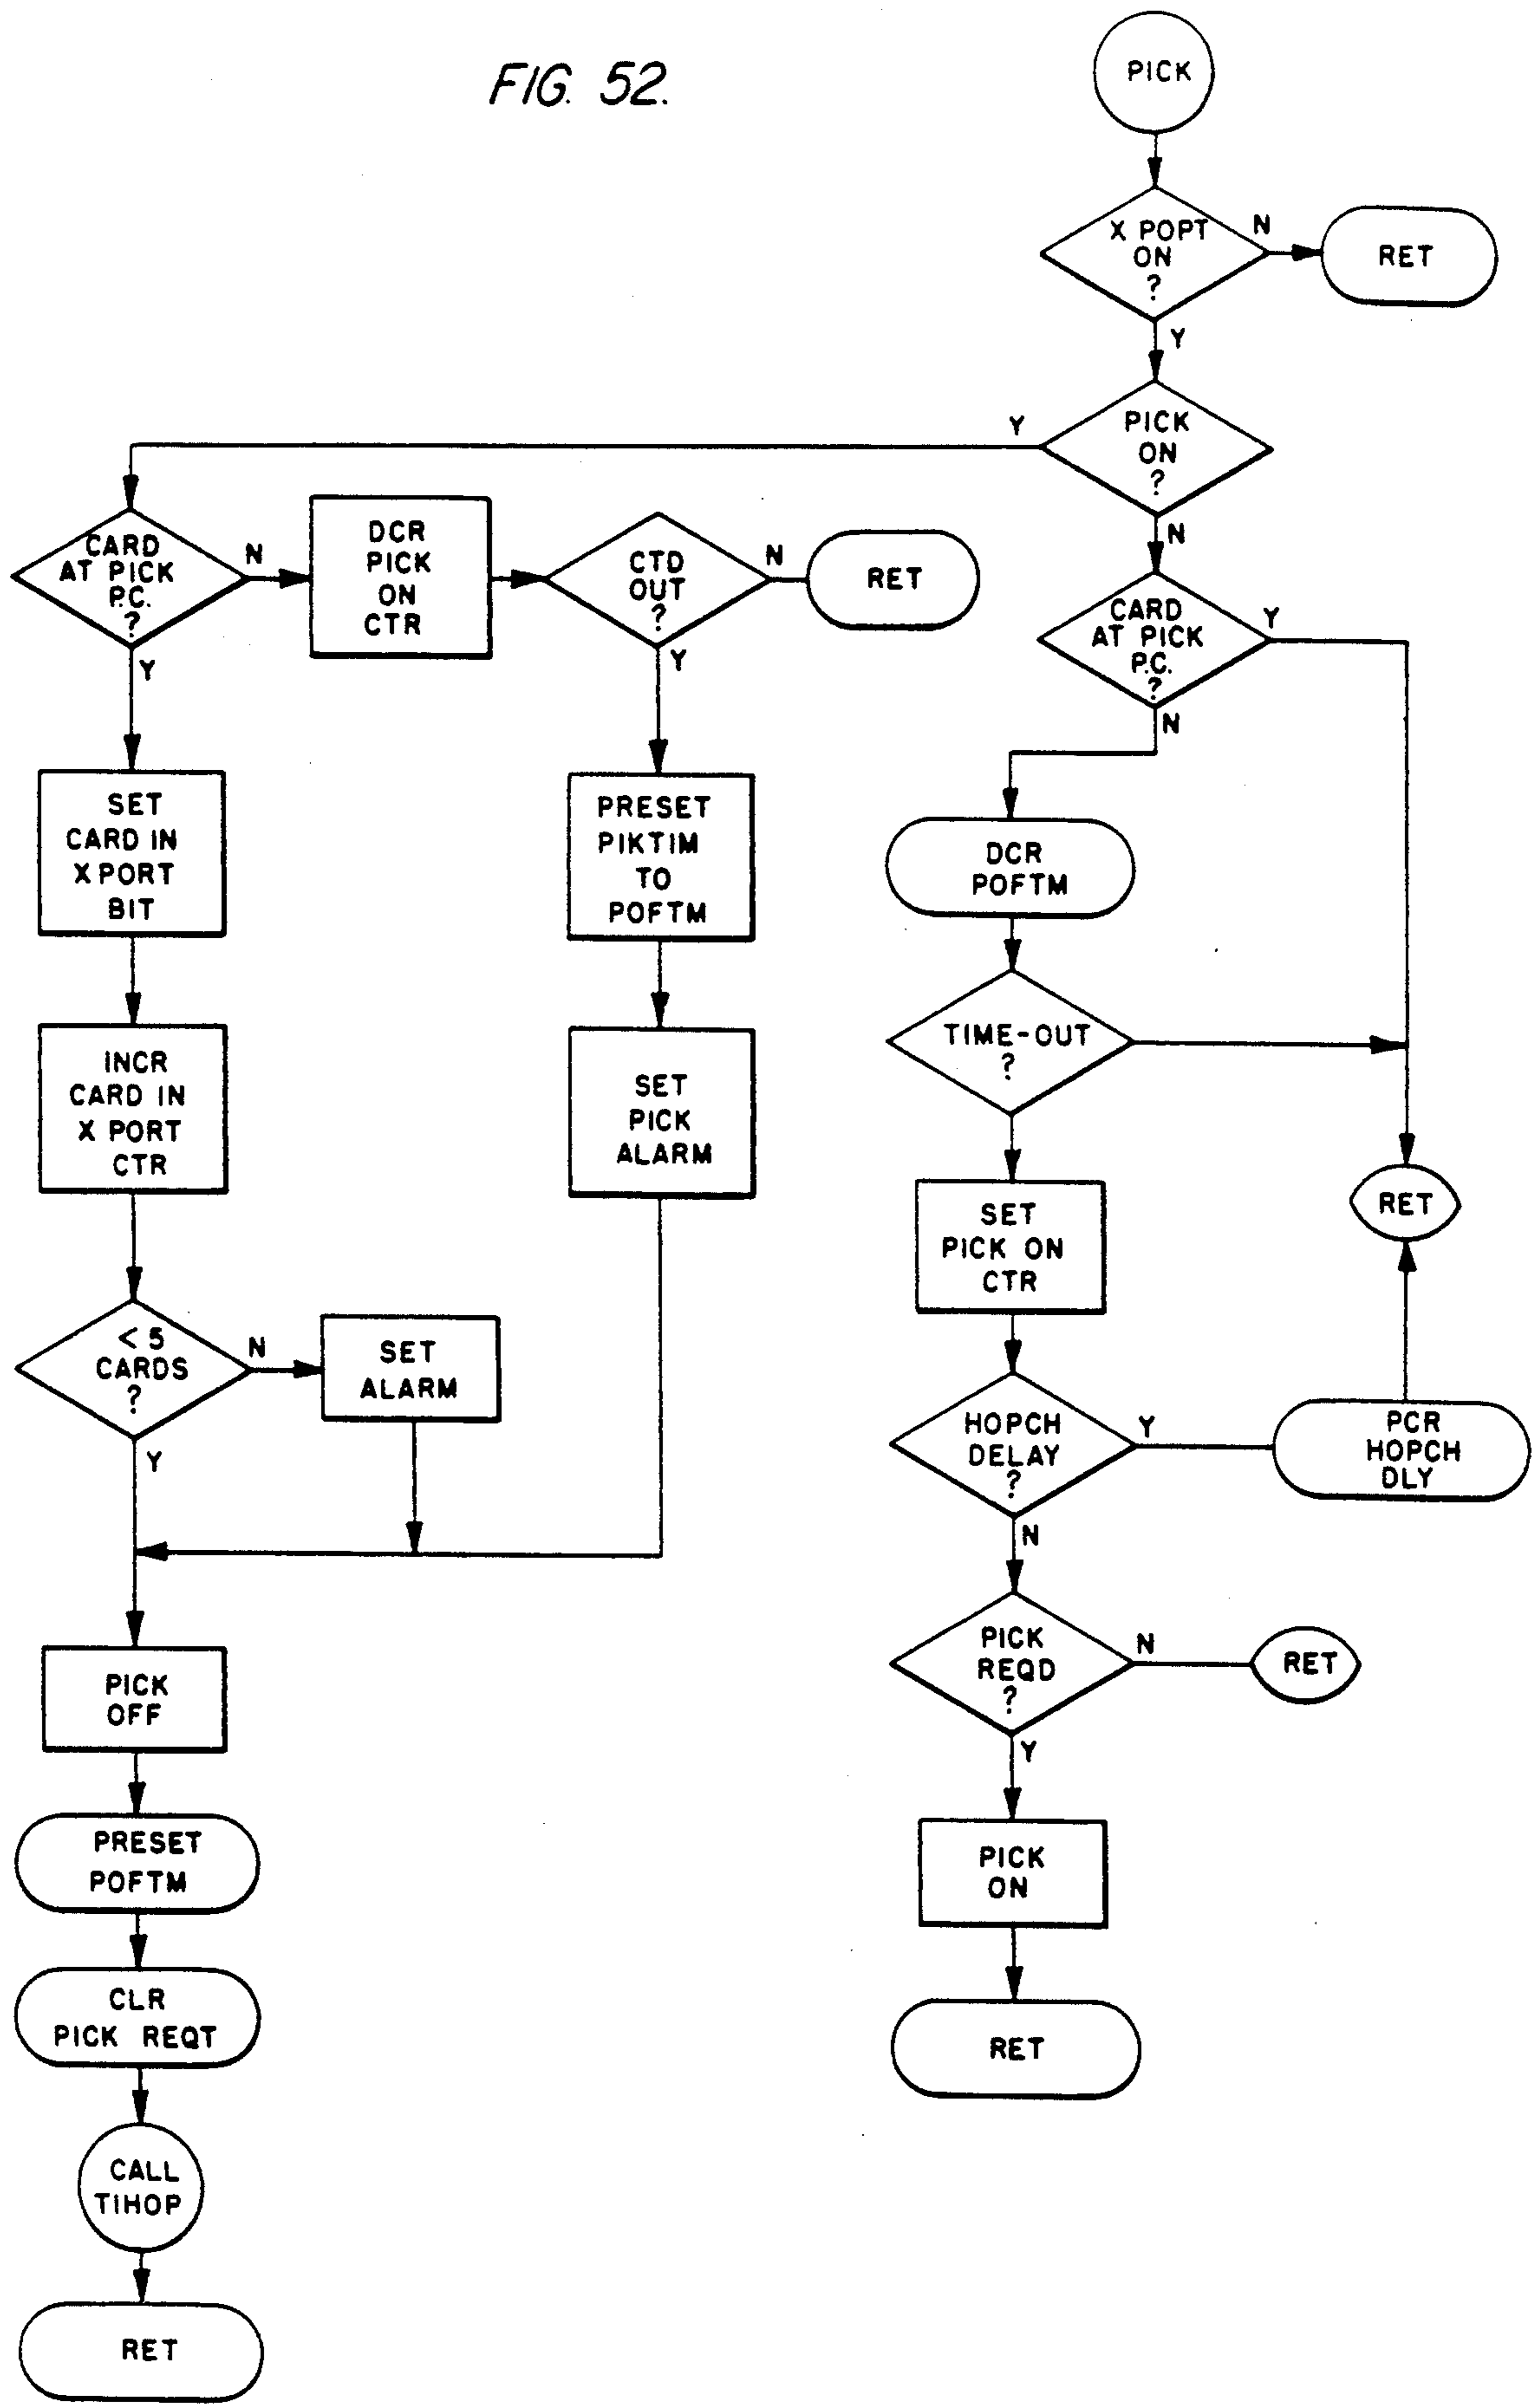 FIG. 52.
PICK
X POPT
ON
?
N
RET
Y
PICK
ON
?
Y
N
CARD
AT PICK
P.C.
?
N
Y
DCR
PICK
ON
CTR
CTD
OUT
?
N
RET
Y
SET
CARD IN
X PORT
BIT
INCR
CARD IN
X PORT
CTR
< 5
CARDS
?
N
Y
SET
ALARM
PRESET
PIKTIM
TO
POFTM
SET
PICK
ALARM
PICK
OFF
PRESET
POFTM
CLR
PICK REQT
CALL
TIHOP
RET
CARD
AT PICK
P.C.
?
Y
N
DCR
POFTM
TIME-OUT
?
RET
SET
PICK ON
CTR
HOPCH
DELAY
?
Y
N
PCR
HOPCH
DLY
PICK
REQD
?
N
RET
Y
PICK
ON
RET